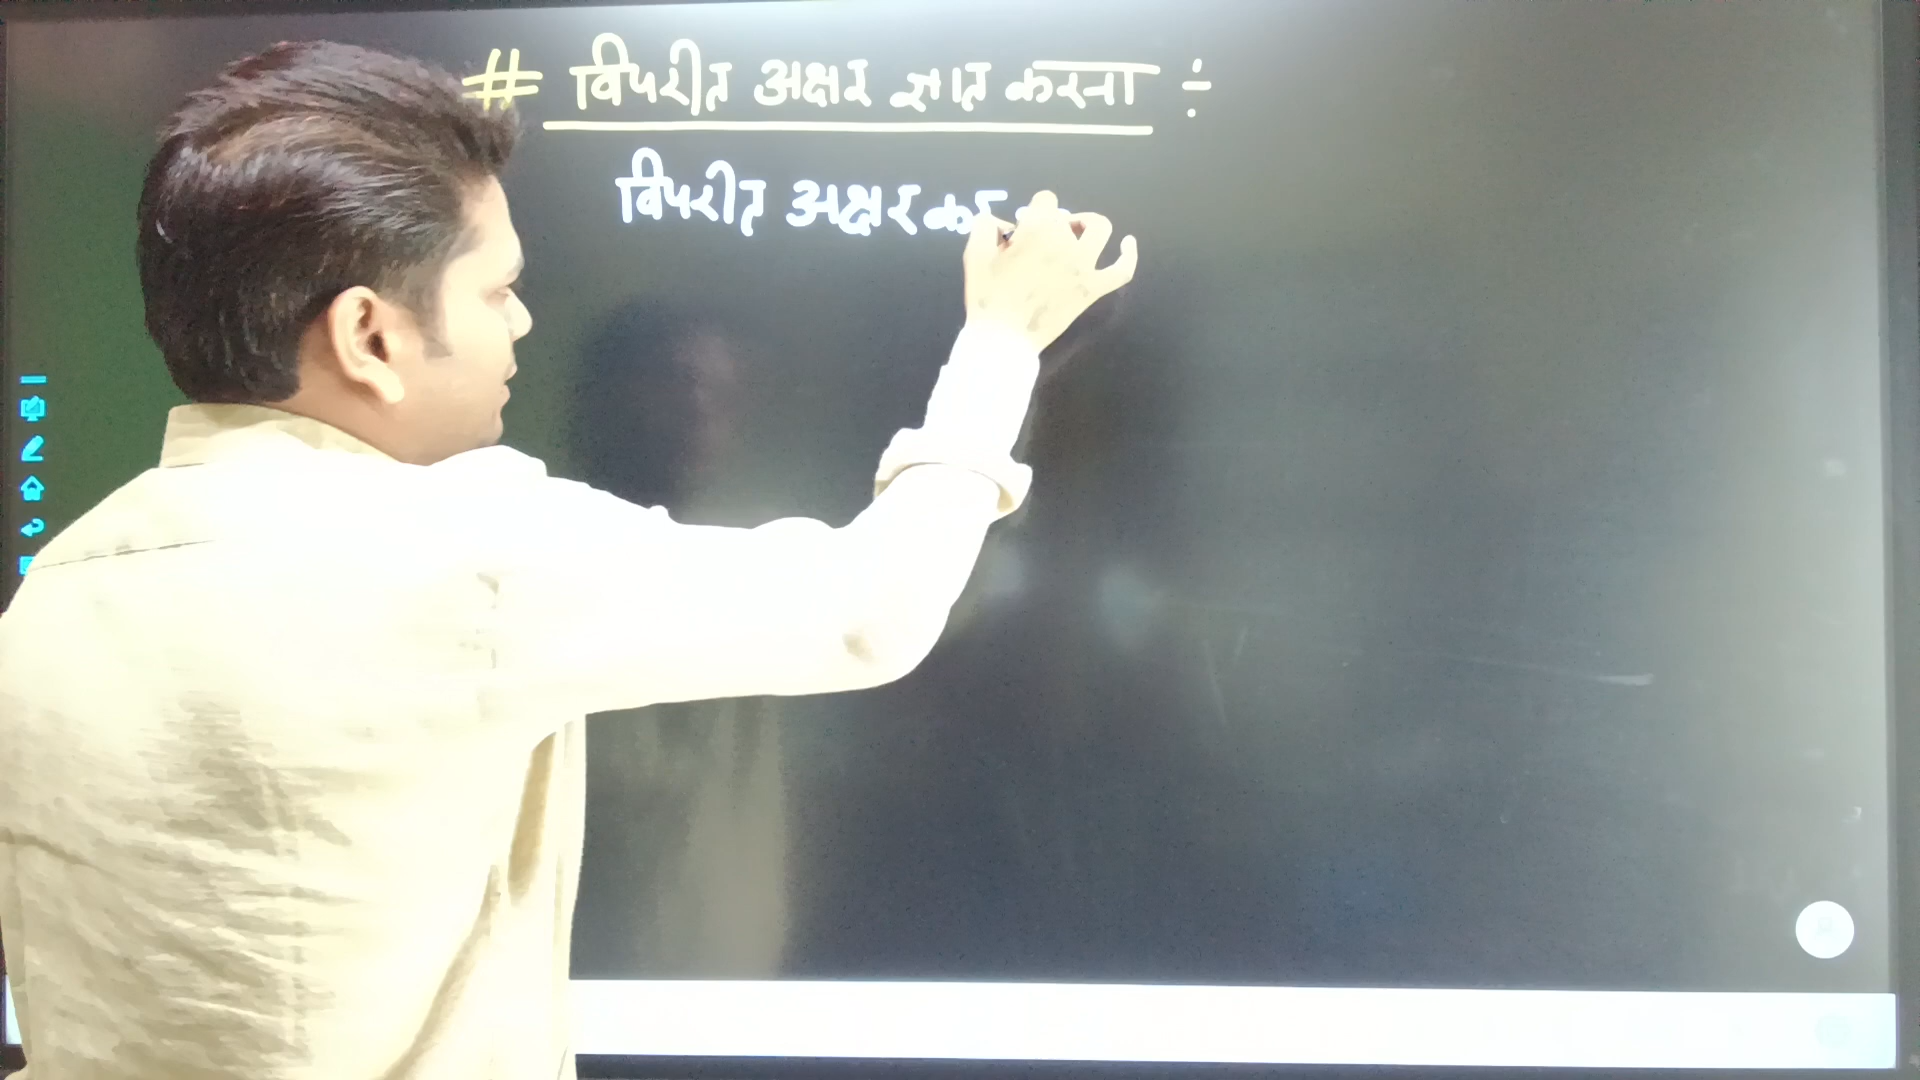 # विपरीत अक्षर ज्ञात करना ÷
विपरीत अक्षर का